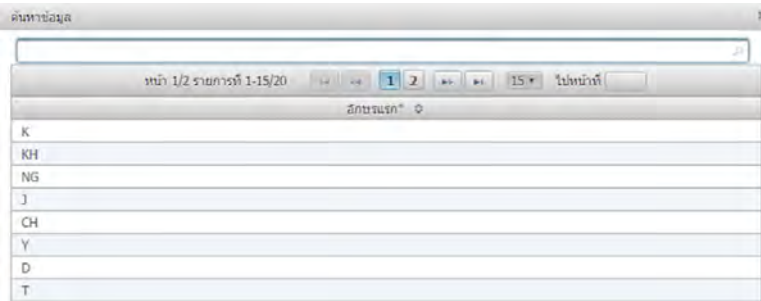 ค้นหาข้อมูล
หน้า 1/2 รายการที่ 1-15/20 1 2 15 ไปหน้าที่
อักษรแรก*
K
KH
NG
J
CH
Y
D
T